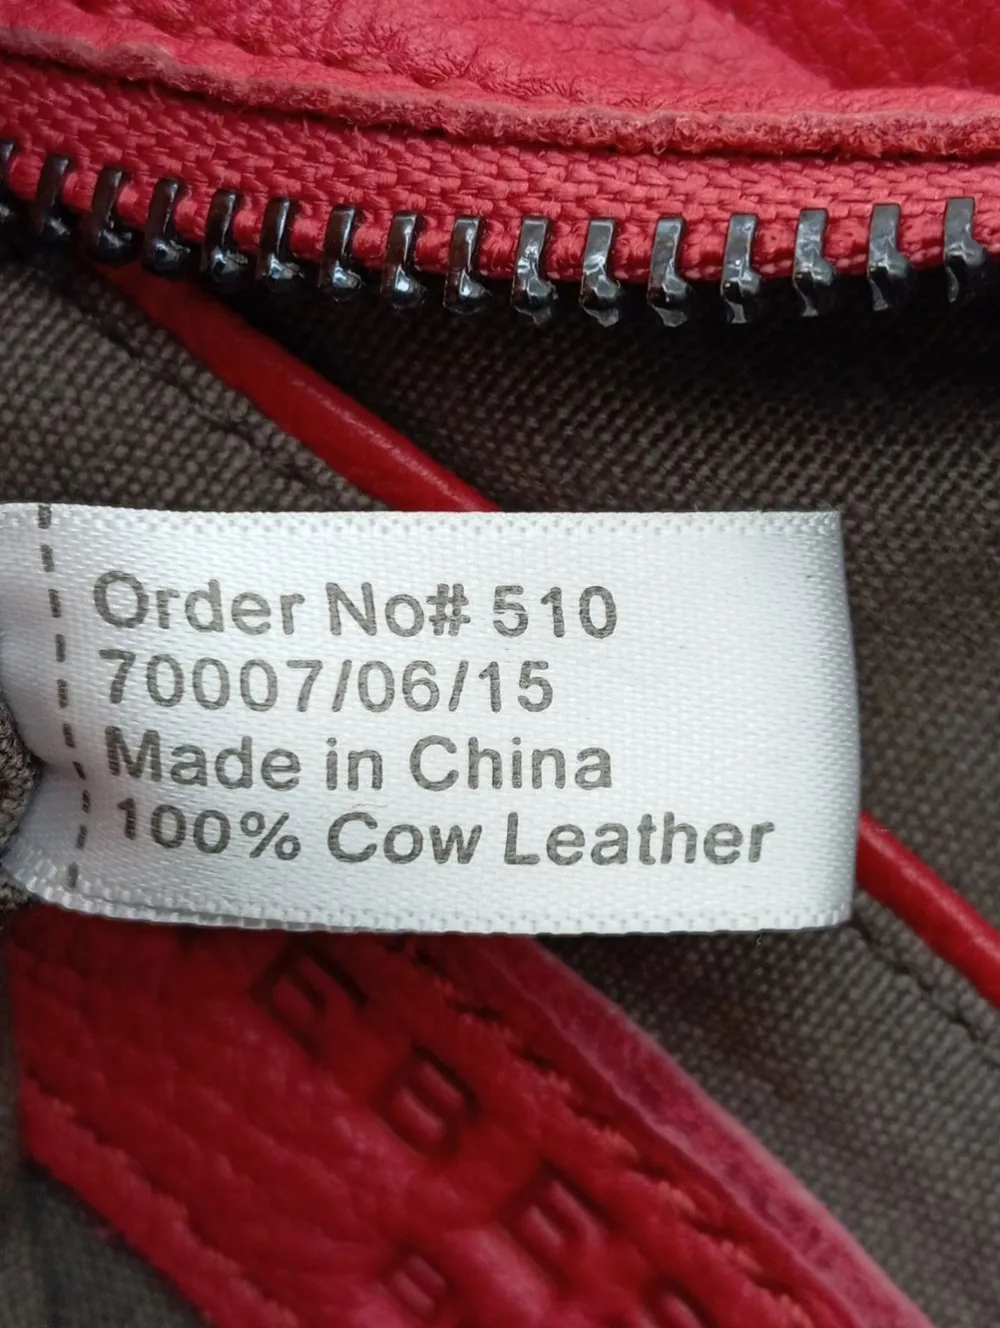 Order No# 510
70007/06/15
Made in China
100% Cow Leather